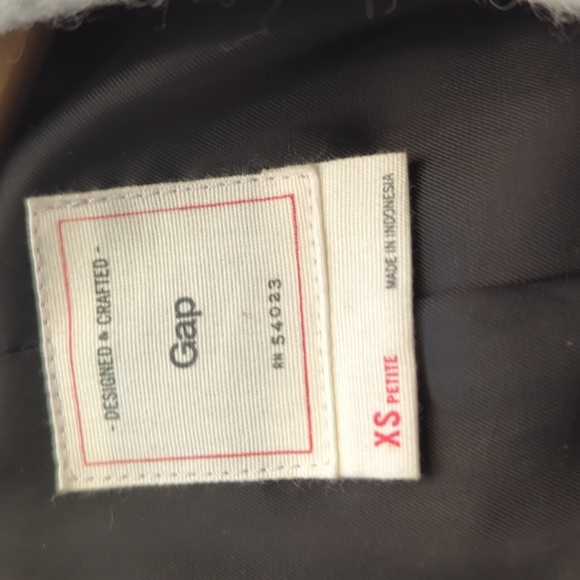 - DESIGNED & CRAFTED -
Gap
RN 54023
XS PETITE
MADE IN INDONESIA